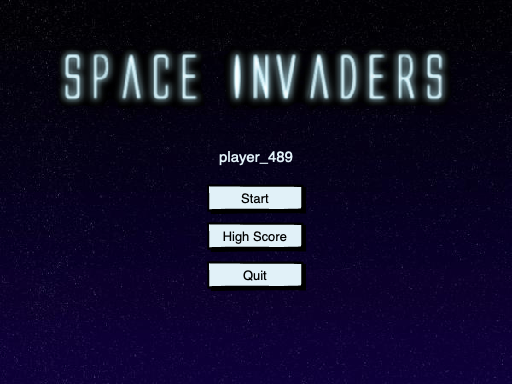 SPACE INVADERS
player_489
Start
High Score
Quit